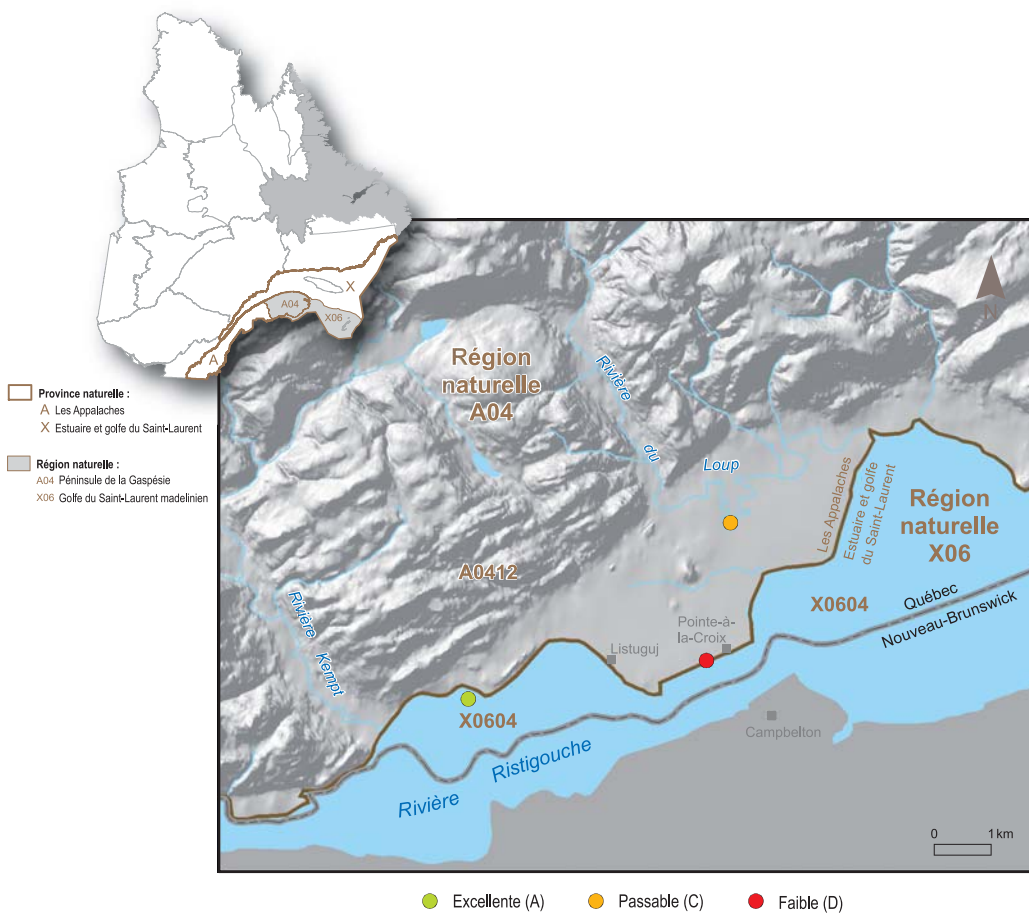 X
A04
X06
A
Province naturelle :
A Les Appalaches
X Estuaire et golfe du Saint-Laurent
Région naturelle :
A04 Péninsule de la Gaspésie
X06 Golfe du Saint-Laurent madelinien
N
Région
naturelle
A04
Rivière
du
Loup
Les Appalaches
Estuaire et golfe
du Saint-Laurent
Région
naturelle
X06
A0412
X0604
Québec
Nouveau-Brunswick
Rivière
Kempt
Pointe-à-
la-Croix
Listuguj
X0604
Campbelton
Rivière Ristigouche
0 1 km
Excellente (A) Passable (C) Faible (D)